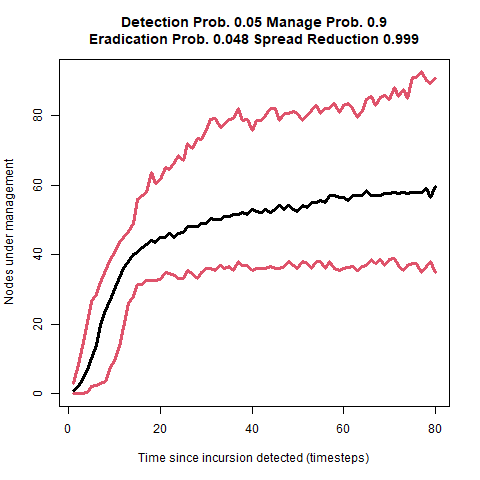 Detection Prob. 0.05 Manage Prob. 0.9
Eradication Prob. 0.048 Spread Reduction 0.999
Nodes under management
80
60
40
20
0
0 20 40 60 80
Time since incursion detected (timesteps)